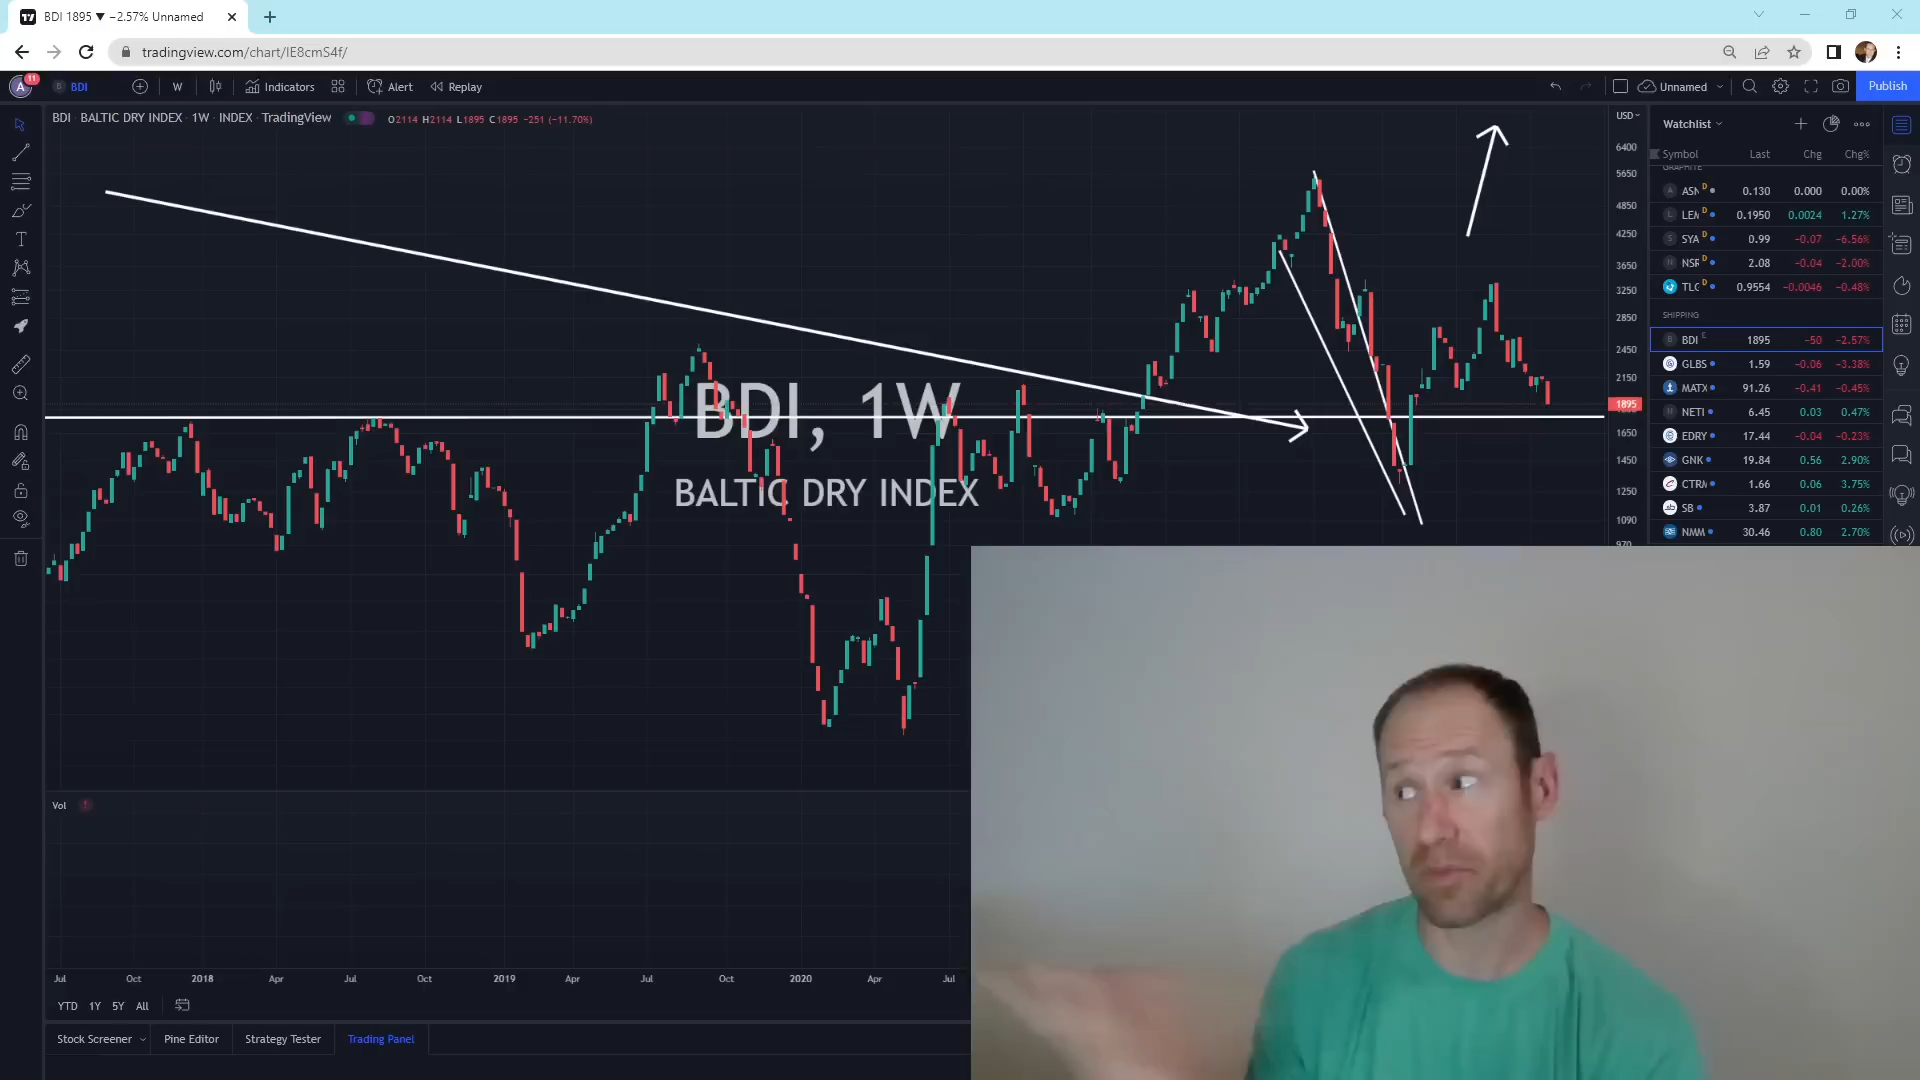 BDI 1895 ▼ −2.57% Unnamed
tradingview.com/chart/IE8cmS4f/
A 11 BDI W Indicators Alert Replay Unnamed Publish
BDI · BALTIC DRY INDEX · 1W · INDEX · TradingView O2114 H2114 L1895 C1895 −251 (−11.70%)
USD
6400
5650
4850
4250
3650
3250
2850
2450
2150
1895
1650
1450
1250
1090
970
BDI, 1W
BALTIC DRY INDEX
Watchlist
Symbol Last Chg Chg%
GRAPHITE
ASN D 0.130 0.000 0.00%
LEM D 0.1950 0.0024 1.27%
SYA D 0.99 −0.07 −6.56%
NSR D 2.08 −0.04 −2.00%
TLG D 0.9554 −0.0046 −0.48%
SHIPPING
BDI E 1895 −50 −2.57%
GLBS 1.59 −0.06 −3.38%
MATX 91.26 −0.41 −0.45%
NETI 6.45 0.03 0.47%
EDRY 17.44 −0.04 −0.23%
GNK 19.84 0.56 2.90%
CTRM 1.66 0.06 3.75%
SB 3.87 0.01 0.26%
NMM 30.46 0.80 2.70%
Vol
Jul Oct 2018 Apr Jul Oct 2019 Apr Jul Oct 2020 Apr Jul
YTD 1Y 5Y All
Stock Screener Pine Editor Strategy Tester Trading Panel